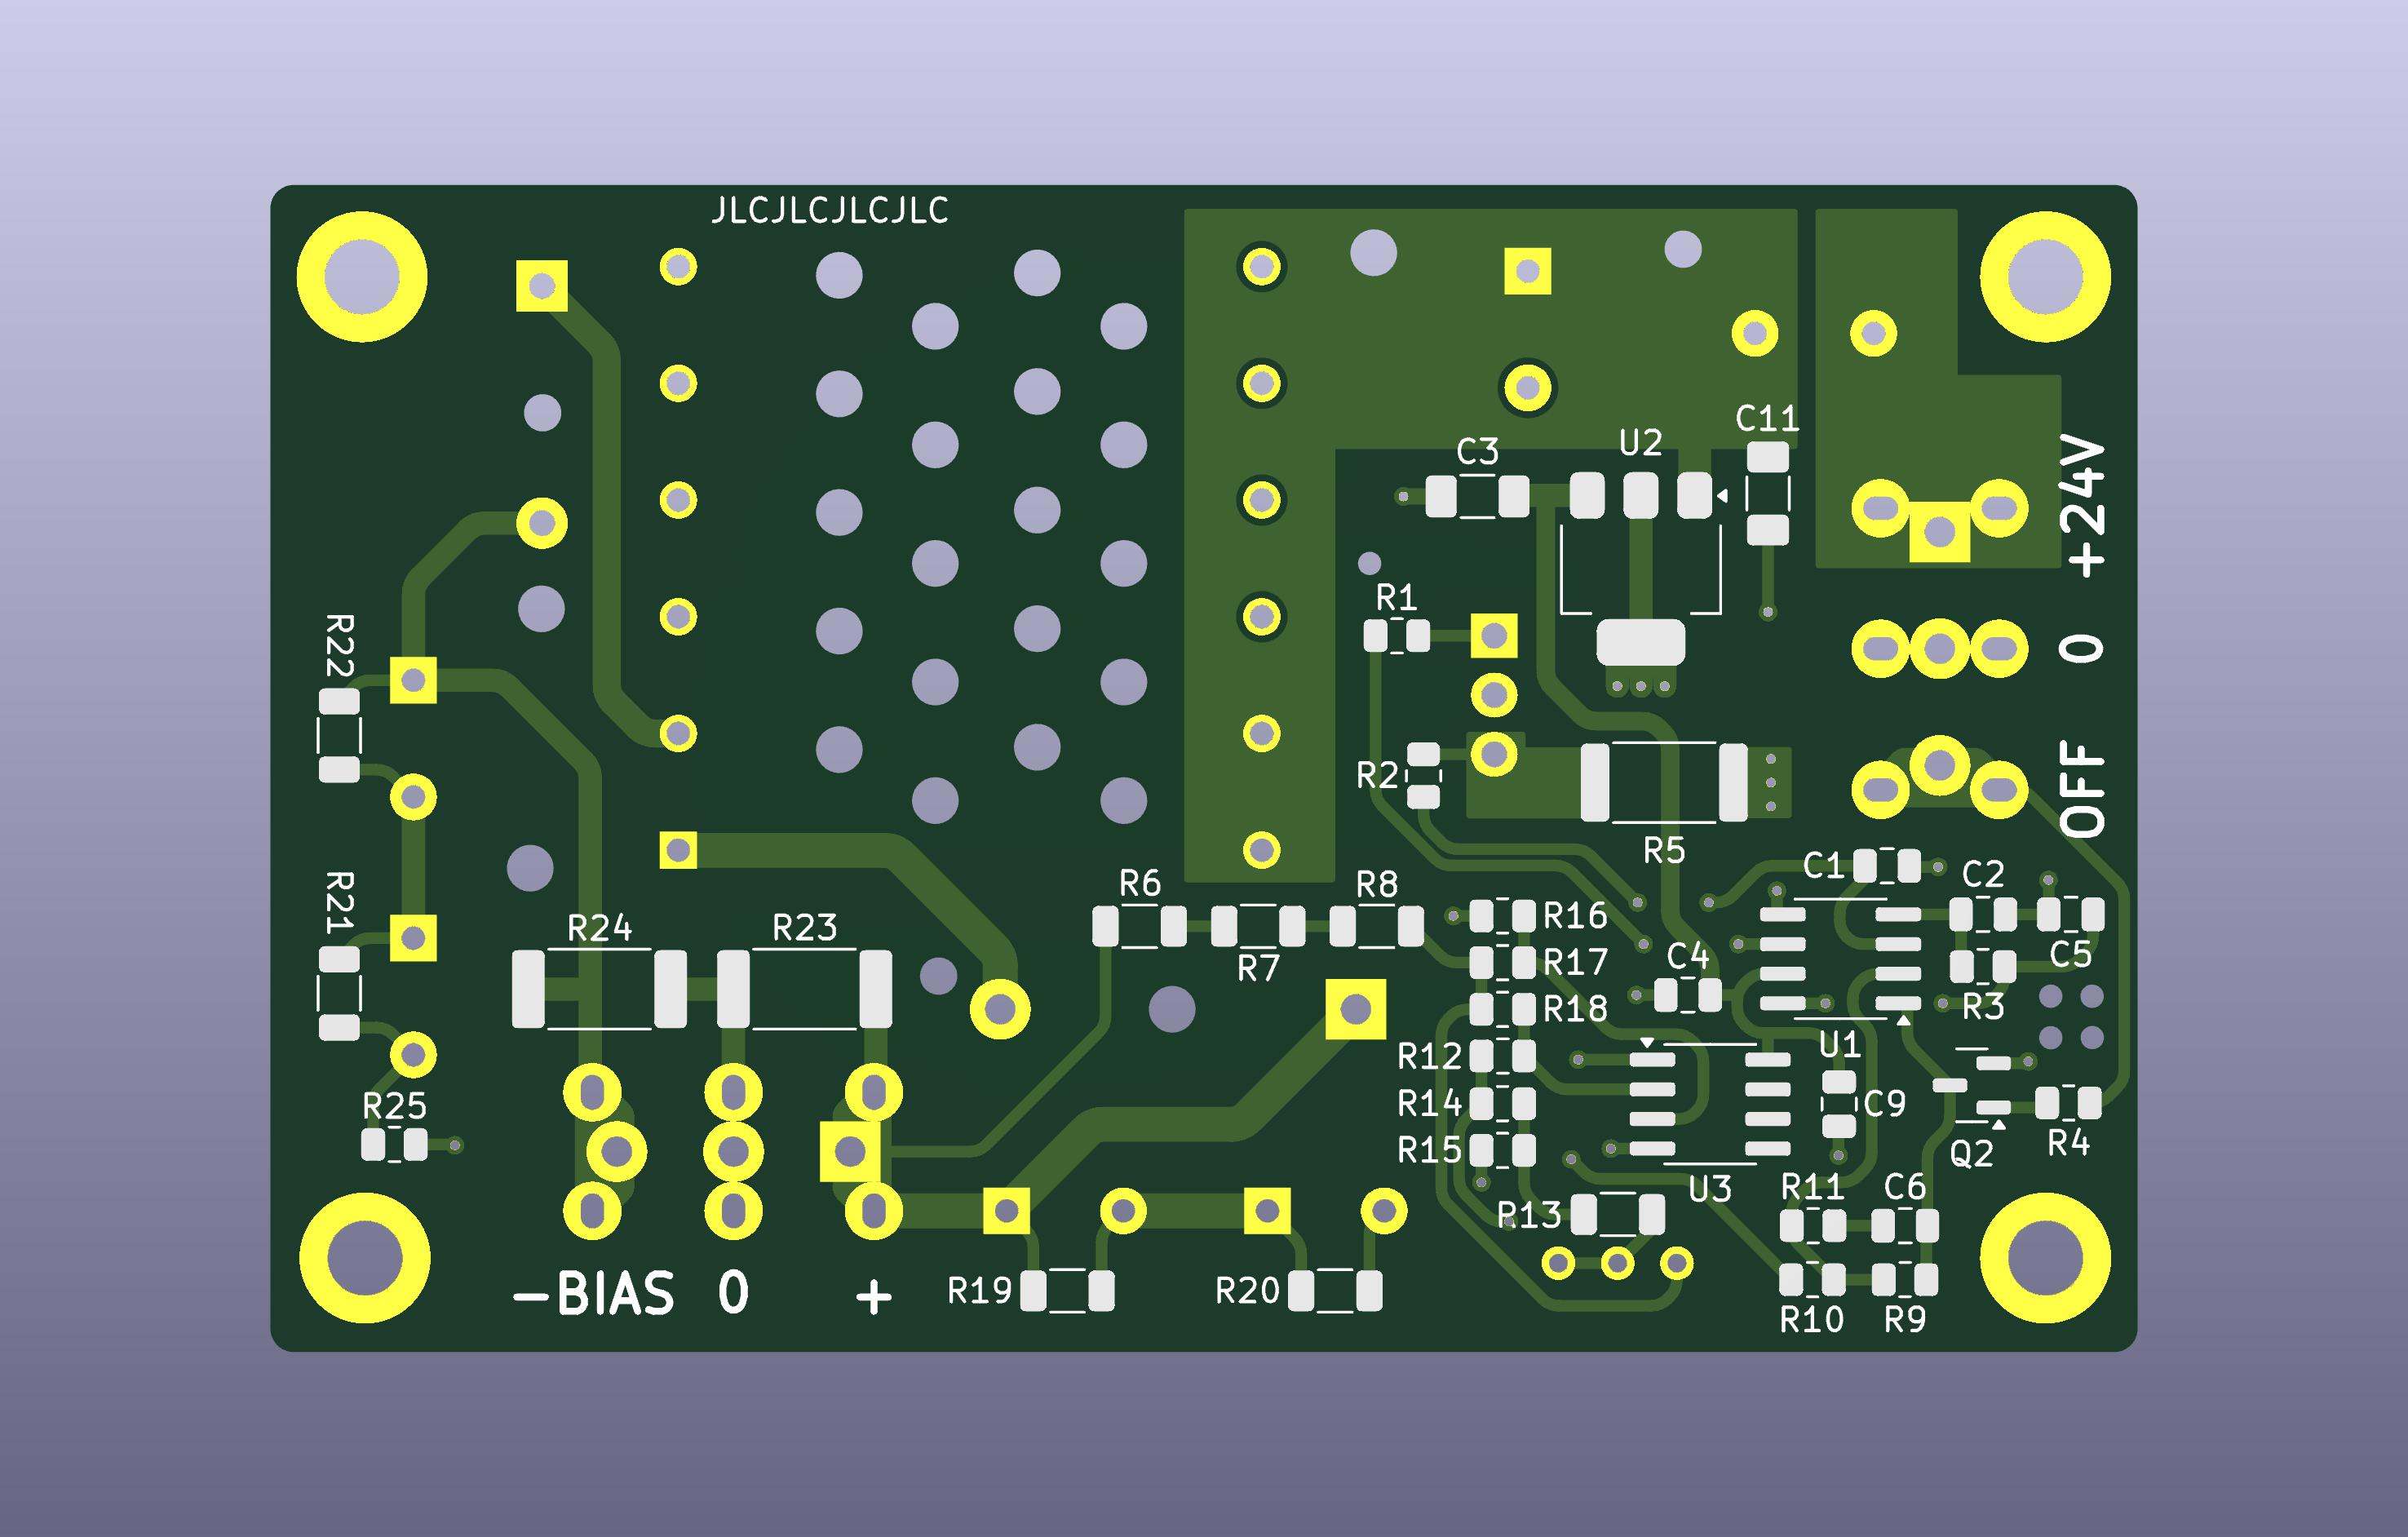 JLCJLCJLCJLC
C11
U2
C3
+24V
R1
R22
0
R2
OFF
R5
C1
R6
R8
C2
R21
R24
R23
R16
R7
R17
C4
C5
R18
R3
U1
R12
R25
R14
C9
R15
R4
Q2
U3
R11
C6
R13
-BIAS
0
+
R19
R20
R10
R9